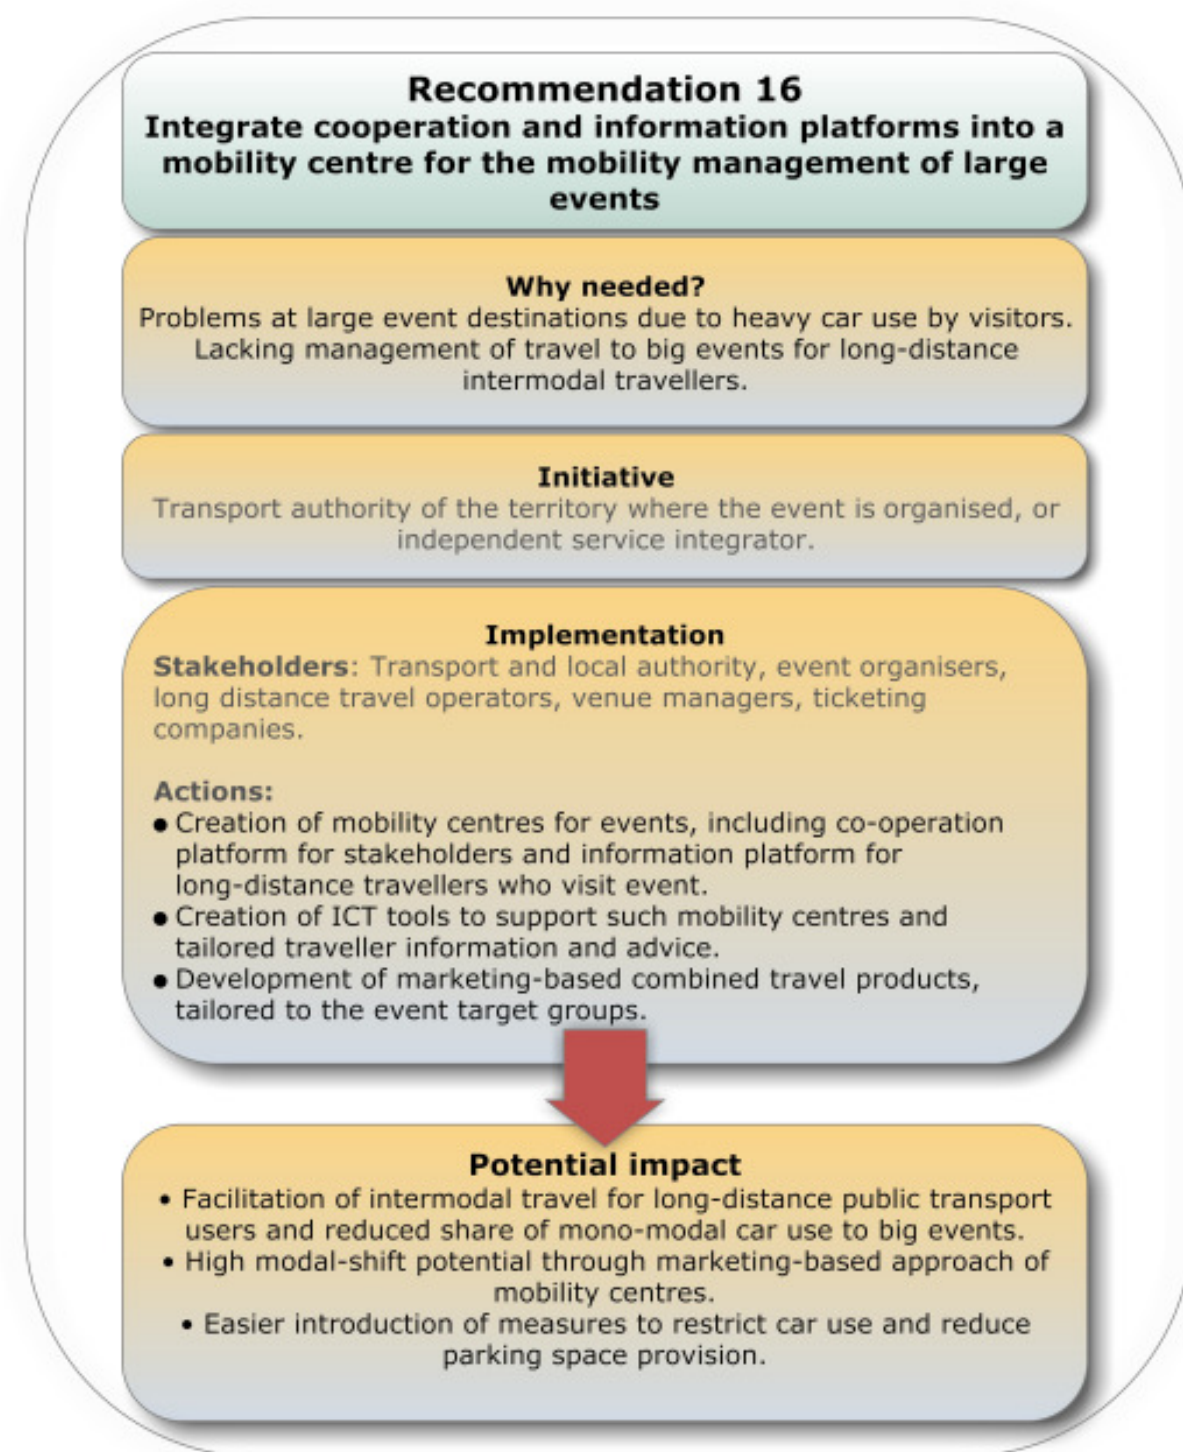 Recommendation 16
Integrate cooperation and information platforms into a
mobility centre for the mobility management of large
events
Why needed?
Problems at large event destinations due to heavy car use by visitors.
Lacking management of travel to big events for long-distance
intermodal travellers.
Initiative
Transport authority of the territory where the event is organised, or
independent service integrator.
Implementation
Stakeholders: Transport and local authority, event organisers,
long distance travel operators, venue managers, ticketing
companies.
Actions:
● Creation of mobility centres for events, including co-operation
platform for stakeholders and information platform for
long-distance travellers who visit event.
● Creation of ICT tools to support such mobility centres and
tailored traveller information and advice.
● Development of marketing-based combined travel products,
tailored to the event target groups.
Potential impact
• Facilitation of intermodal travel for long-distance public transport
users and reduced share of mono-modal car use to big events.
• High modal-shift potential through marketing-based approach of
mobility centres.
• Easier introduction of measures to restrict car use and reduce
parking space provision.